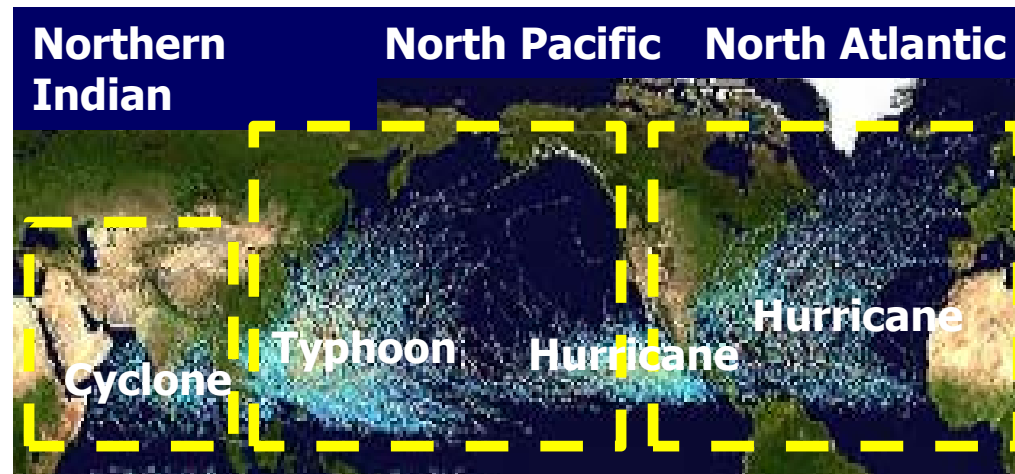 Northern
Indian
North Pacific
North Atlantic
Typhoon
Hurricane
Hurricane
Cyclone